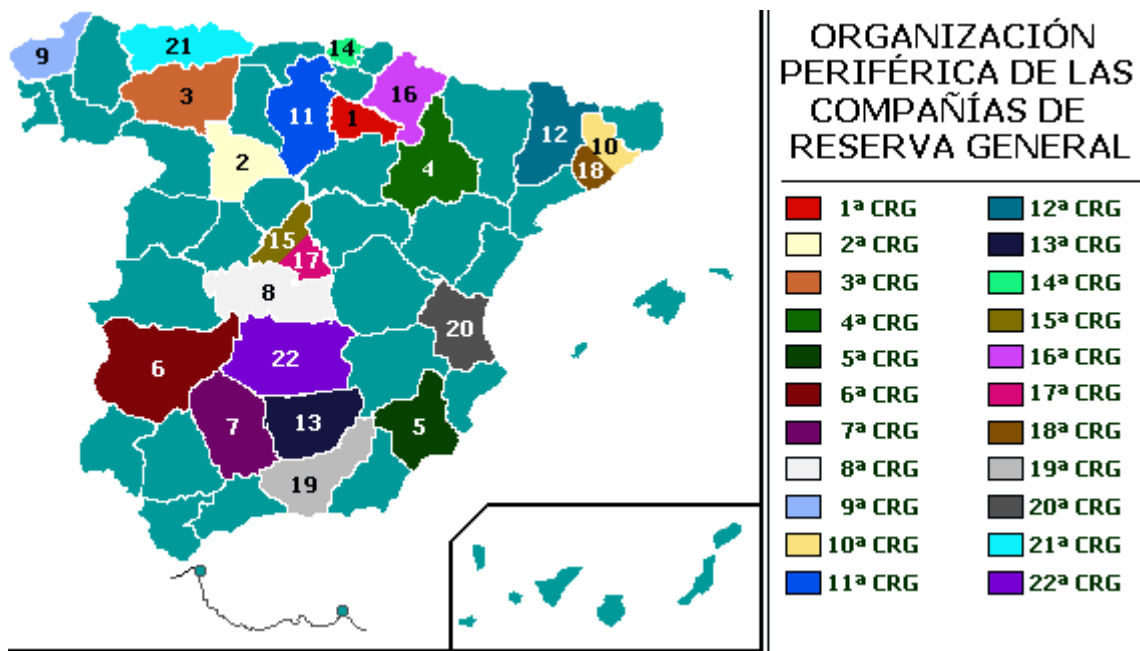 ORGANIZACIÓN
PERIFÉRICA DE LAS
COMPAÑÍAS DE
RESERVA GENERAL
1ª CRG
2ª CRG
3ª CRG
4ª CRG
5ª CRG
6ª CRG
7ª CRG
8ª CRG
9ª CRG
10ª CRG
11ª CRG
12ª CRG
13ª CRG
14ª CRG
15ª CRG
16ª CRG
17ª CRG
18ª CRG
19ª CRG
20ª CRG
21ª CRG
22ª CRG
9
21
14
3
11
1
16
12
10
2
4
18
15
17
8
20
6
22
7
13
5
19